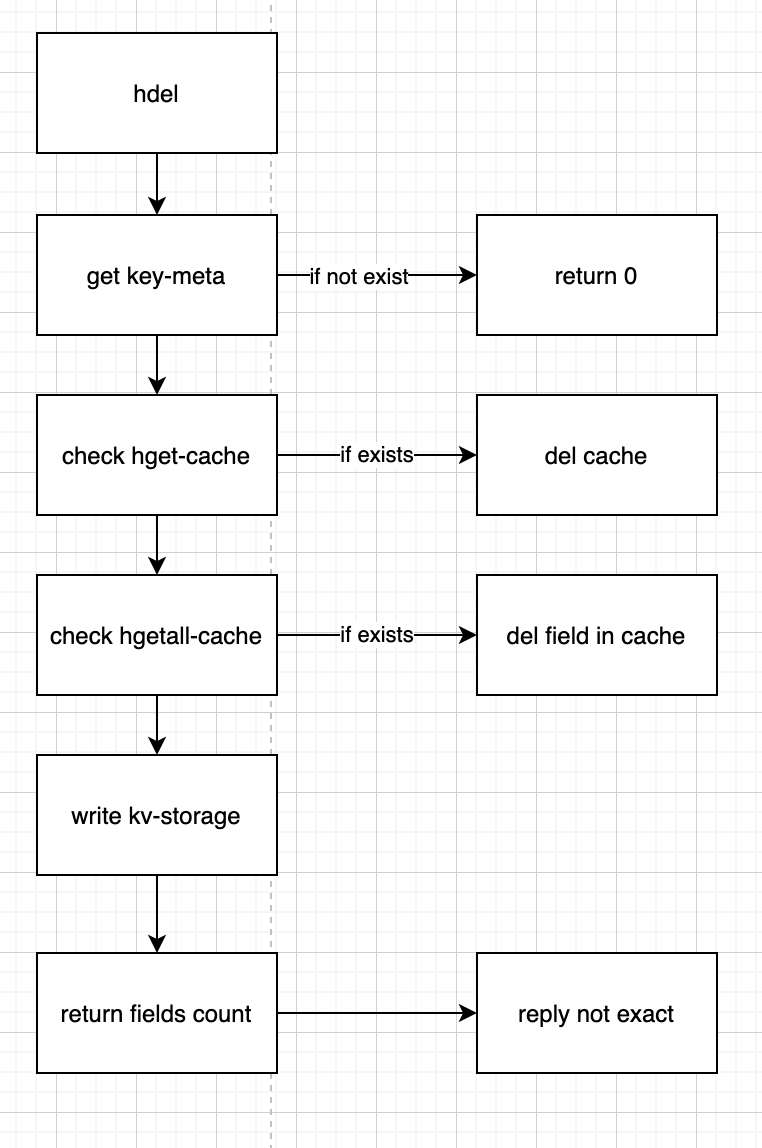 hdel
get key-meta
if not exist
return 0
check hget-cache
if exists
del cache
check hgetall-cache
if exists
del field in cache
write kv-storage
return fields count
reply not exact